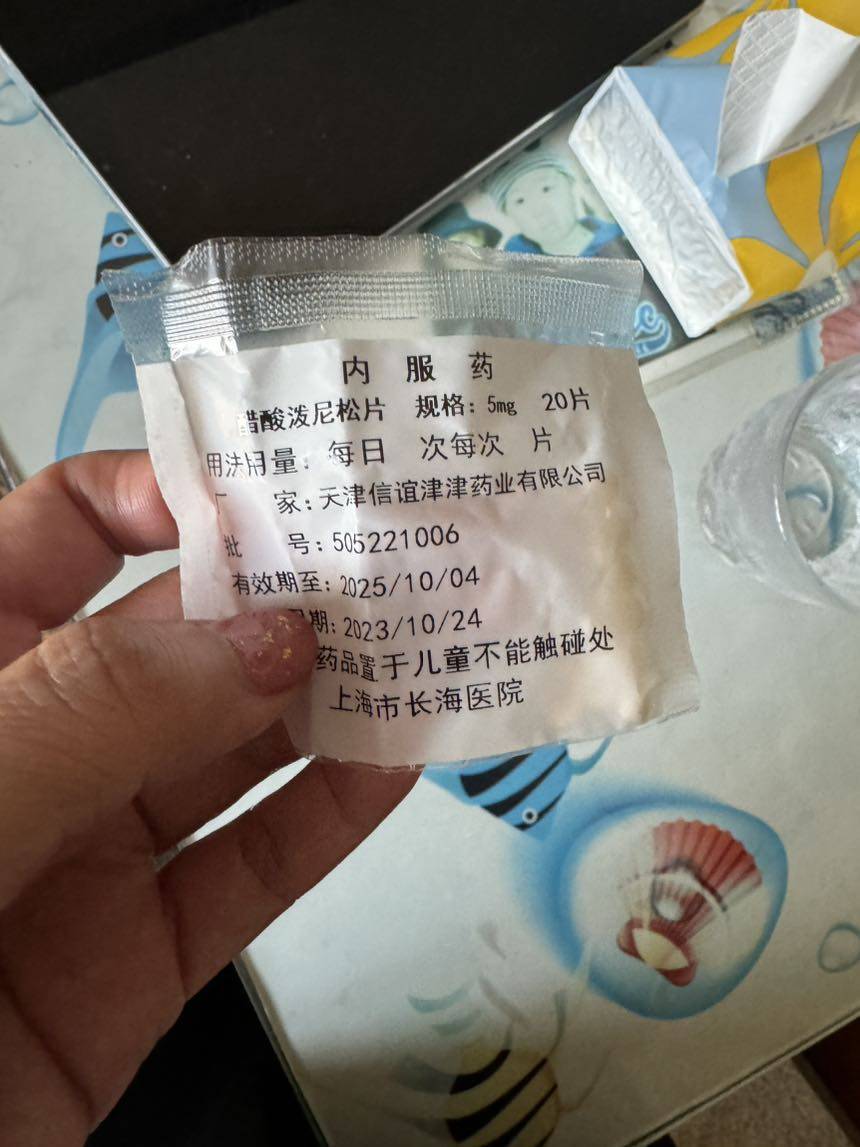 内 服 药
醋酸泼尼松片 规格: 5mg 20片
用法用量: 每日 次每次 片
家: 天津信谊津津药业有限公司
批 号: 505221006
有效期至: 2025/10/04
期: 2023/10/24
药品置于儿童不能触碰处
上海市长海医院